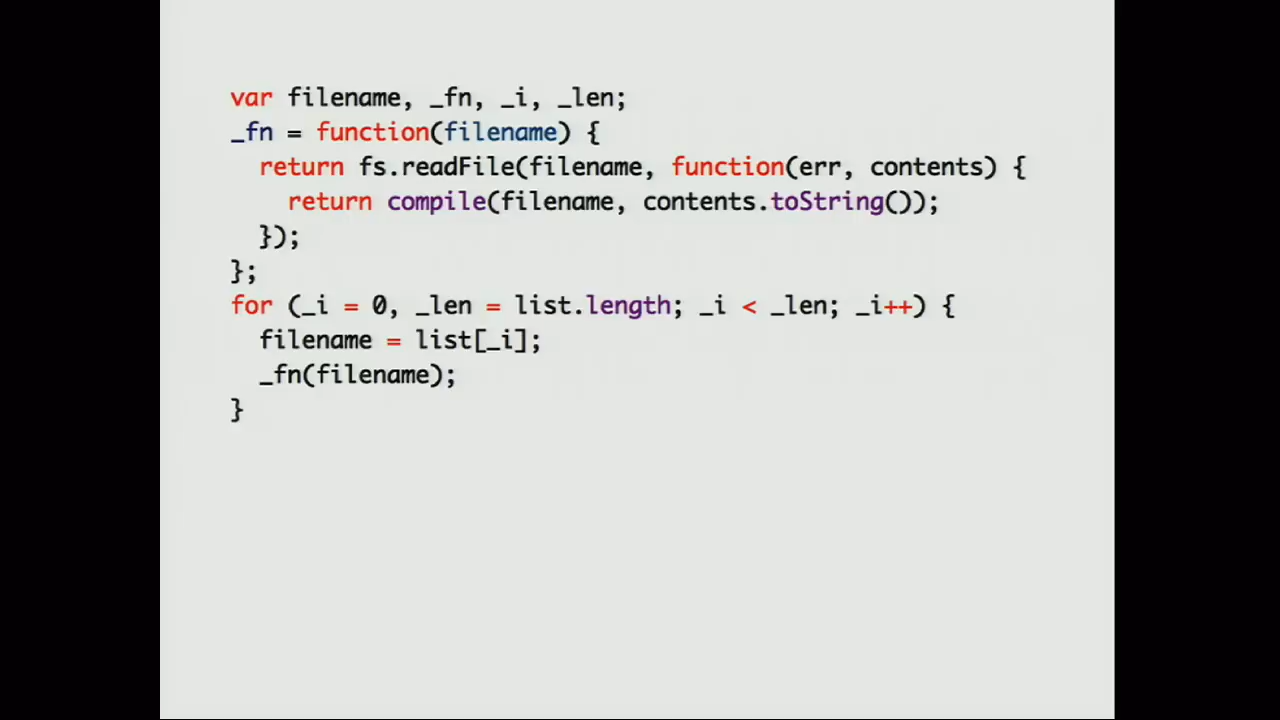 var filename, _fn, _i, _len;
_fn = function(filename) {
  return fs.readFile(filename, function(err, contents) {
    return compile(filename, contents.toString());
  });
};
for (_i = 0, _len = list.length; _i < _len; _i++) {
  filename = list[_i];
  _fn(filename);
}